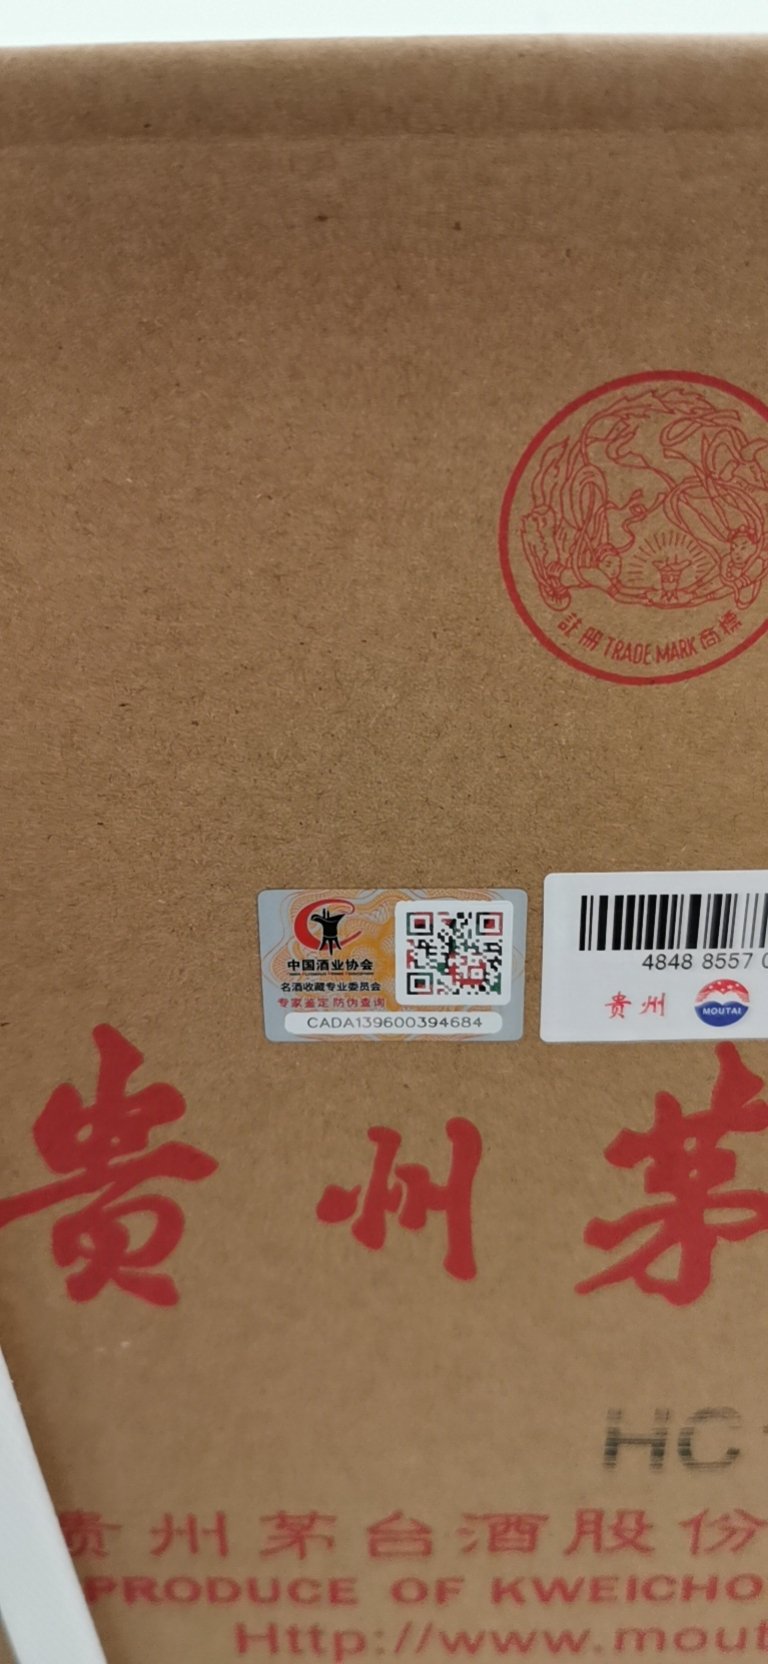 註册 TRADE MARK 商標
中国酒业协会
名酒收藏专业委员会
专家鉴定 防伪查询
CADA139600394684
4848 8557 0
贵州
MOUTAI
贵州茅
HC
贵州茅台酒股份
PRODUCE OF KWEICHO
Http://www.mout